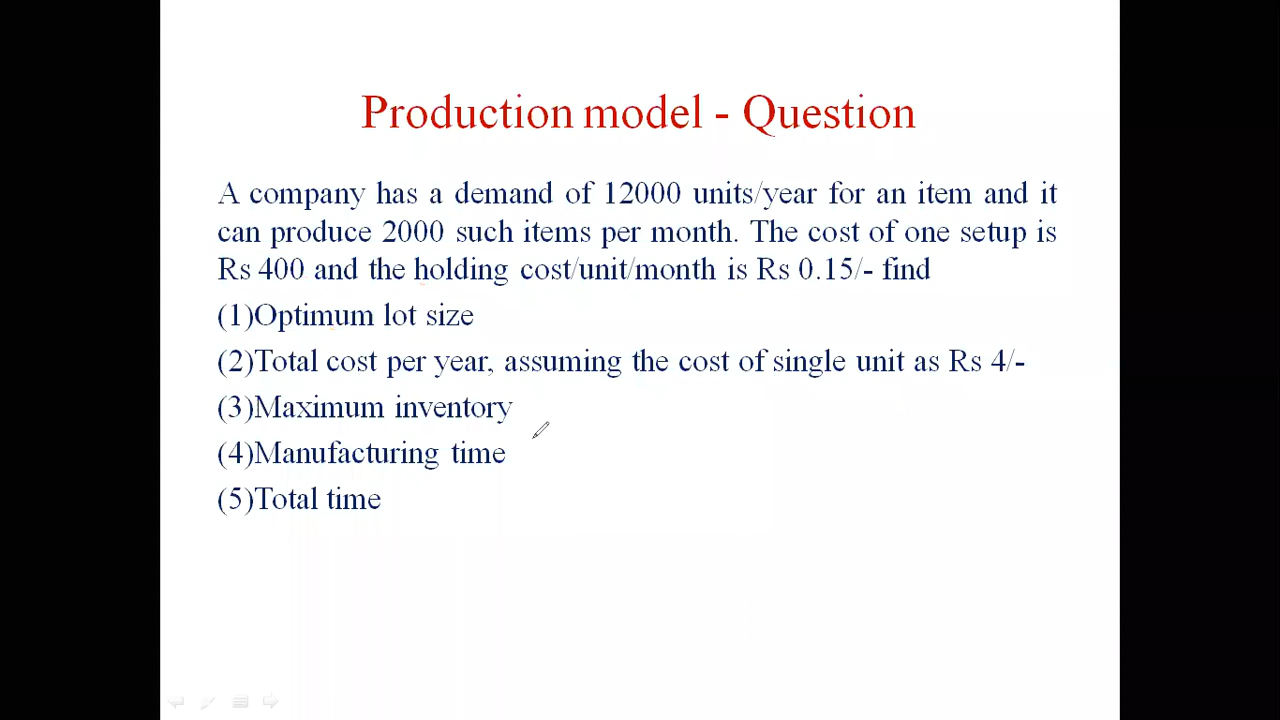 Production model - Question
A company has a demand of 12000 units/year for an item and it
can produce 2000 such items per month. The cost of one setup is
Rs 400 and the holding cost/unit/month is Rs 0.15/- find
(1)Optimum lot size
(2)Total cost per year, assuming the cost of single unit as Rs 4/-
(3)Maximum inventory
(4)Manufacturing time
(5)Total time